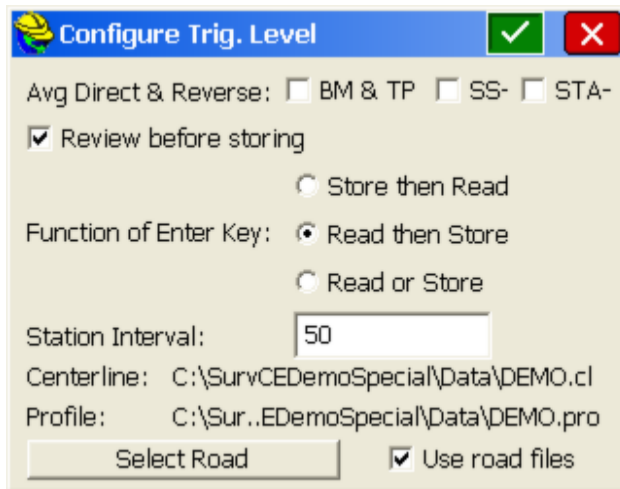 Configure Trig. Level
Avg Direct & Reverse: BM & TP SS- STA-
Review before storing
Store then Read
Function of Enter Key: Read then Store
Read or Store
Station Interval: 50
Centerline: C:\SurvCEDemoSpecial\Data\DEMO.cl
Profile: C:\Sur..EDemoSpecial\Data\DEMO.pro
Select Road Use road files